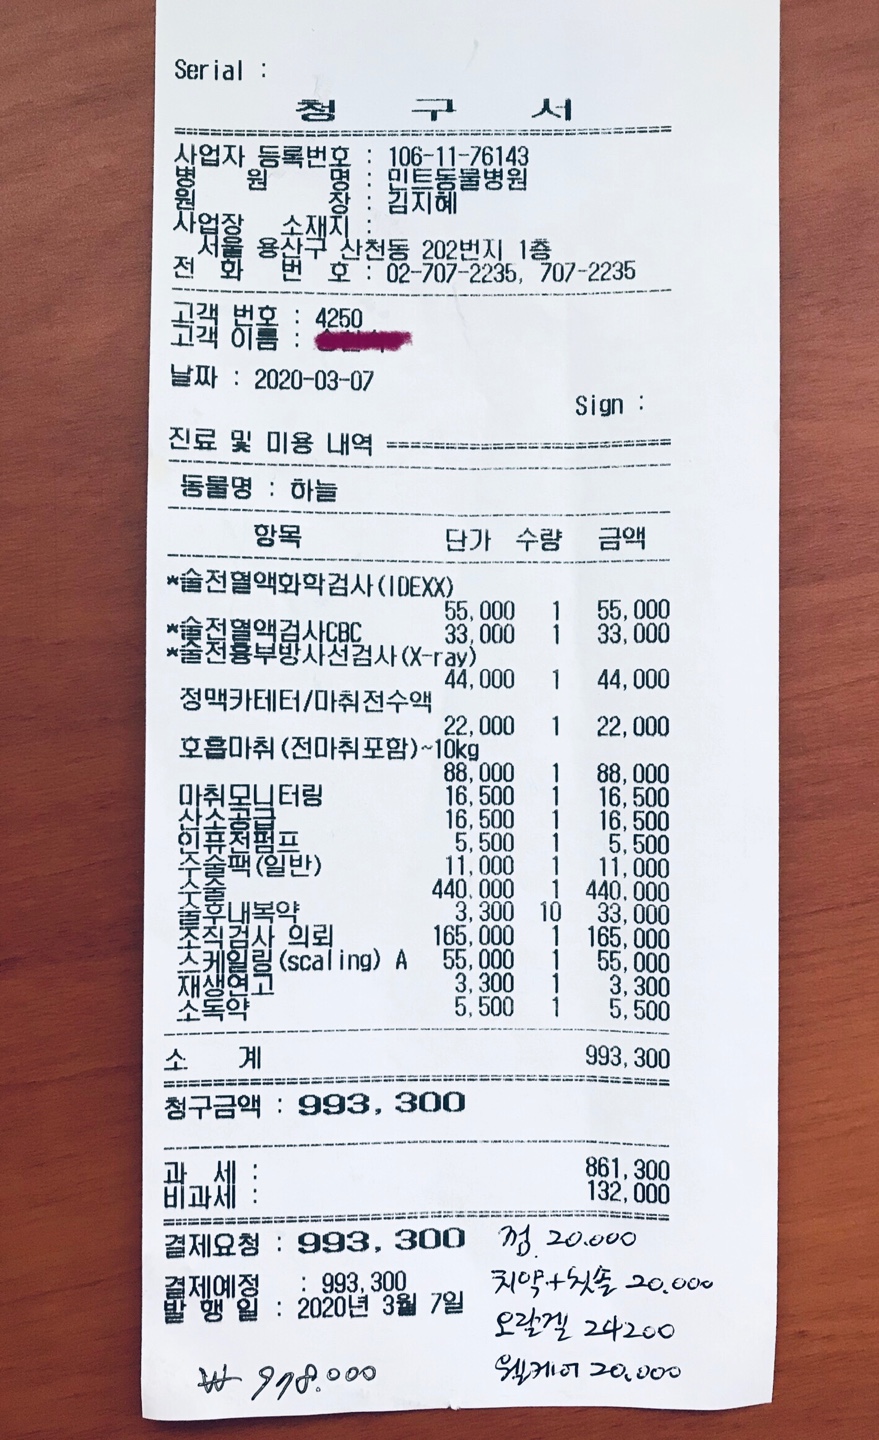 Serial :
청 구 서
사업자 등록번호 : 106-11-76143
병 원 명 : 민트동물병원
원 장 : 김지혜
사업장 소재지 :
서울 용산구 산천동 202번지 1층
전 화 번 호 : 02-707-2235, 707-2235
고객 번호 : 4250
고객 이름 :
날짜 : 2020-03-07
Sign :
진료 및 미용 내역 ========================
동물명 : 하늘
항목 단가 수량 금액
*술전혈액화학검사(IDEXX)
55,000 1 55,000
*술전혈액검사CBC 33,000 1 33,000
*술전흉부방사선검사(X-ray)
44,000 1 44,000
정맥카테터/마취전수액
22,000 1 22,000
호흡마취(전마취포함)~10kg
88,000 1 88,000
마취모니터링 16,500 1 16,500
산소공급 16,500 1 16,500
인퓨전펌프 5,500 1 5,500
수술팩(일반) 11,000 1 11,000
수술 440,000 1 440,000
술후내복약 3,300 10 33,000
조직검사 의뢰 165,000 1 165,000
스케일링(scaling) A 55,000 1 55,000
재생연고 3,300 1 3,300
소독약 5,500 1 5,500
소 계 993,300
청구금액 : 993,300
과 세 : 861,300
비과세 : 132,000
결제요청 : 993,300
결제예정 : 993,300
발 행 일 : 2020년 3월 7일
껌 20.000
치약+칫솔 20.000
오랄겔 24200
웰케어 20.000
₩ 978.000